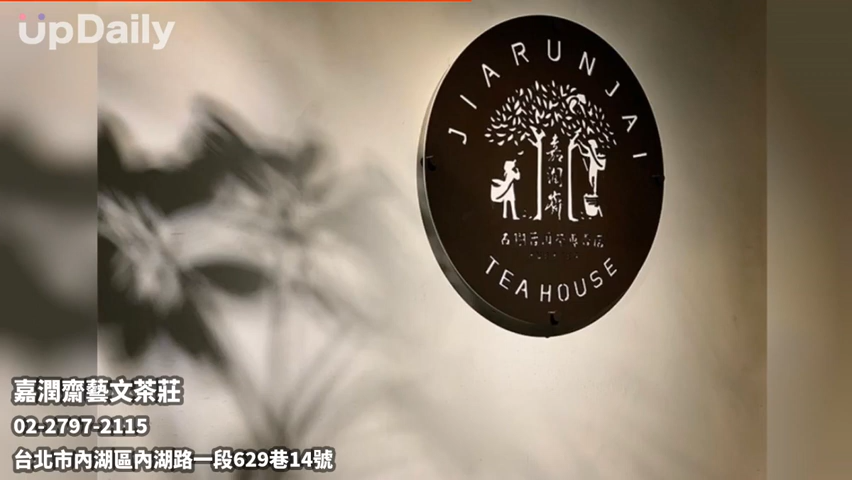 UpDaily
JIARUNJAI
嘉潤齋
TEA HOUSE
嘉潤齋藝文茶莊
02-2797-2115
台北市內湖區內湖路一段629巷14號